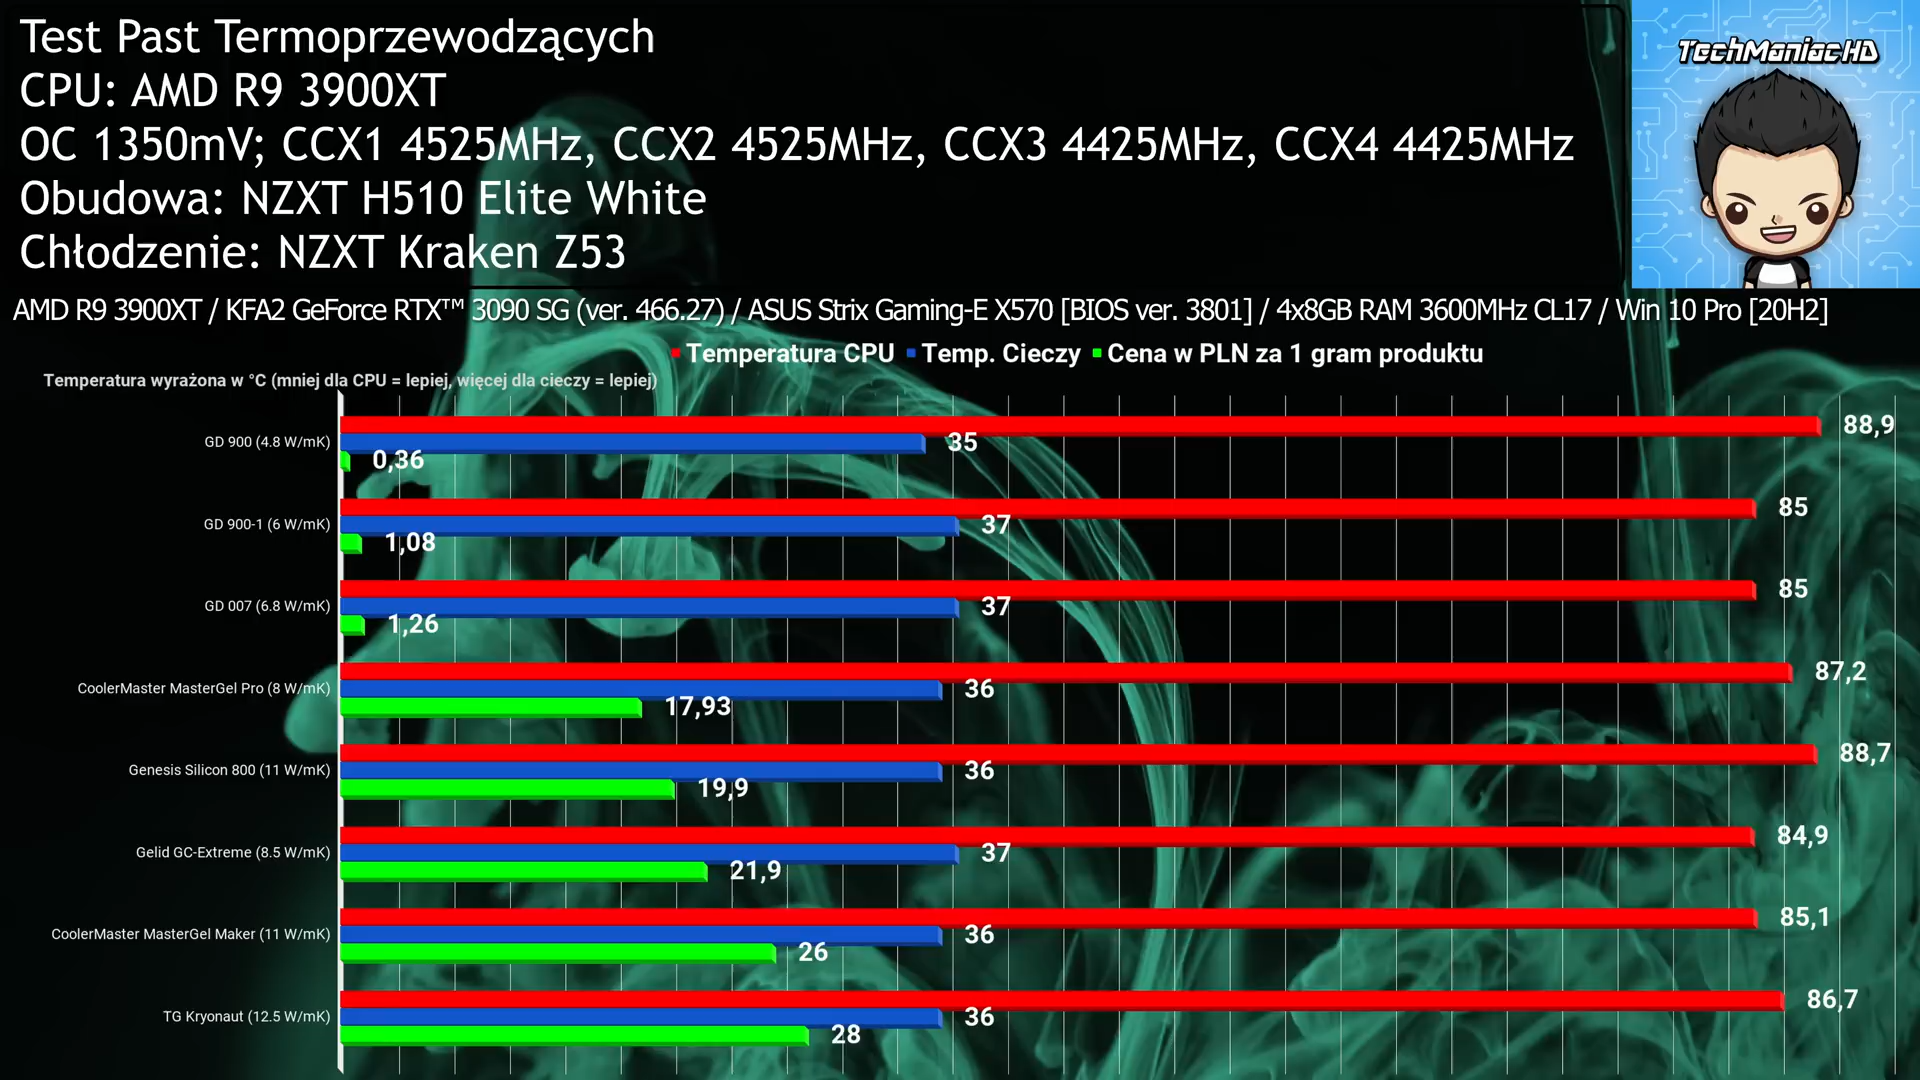 Test Past Termoprzewodzących
CPU: AMD R9 3900XT
OC 1350mV; CCX1 4525MHz, CCX2 4525MHz, CCX3 4425MHz, CCX4 4425MHz
Obudowa: NZXT H510 Elite White
Chłodzenie: NZXT Kraken Z53
TechManiacHD
AMD R9 3900XT / KFA2 GeForce RTX™ 3090 SG (ver. 466.27) / ASUS Strix Gaming-E X570 [BIOS ver. 3801] / 4x8GB RAM 3600MHz CL17 / Win 10 Pro [20H2]
Temperatura CPU Temp. Cieczy Cena w PLN za 1 gram produktu
Temperatura wyrażona w °C (mniej dla CPU = lepiej, więcej dla cieczy = lepiej)
88,9
GD 900 (4.8 W/mK) 35
0,36
85
GD 900-1 (6 W/mK) 37
1,08
85
GD 007 (6.8 W/mK) 37
1,26
87,2
CoolerMaster MasterGel Pro (8 W/mK) 36
17,93
88,7
Genesis Silicon 800 (11 W/mK) 36
19,9
84,9
Gelid GC-Extreme (8.5 W/mK) 37
21,9
85,1
CoolerMaster MasterGel Maker (11 W/mK) 36
26
86,7
TG Kryonaut (12.5 W/mK) 36
28